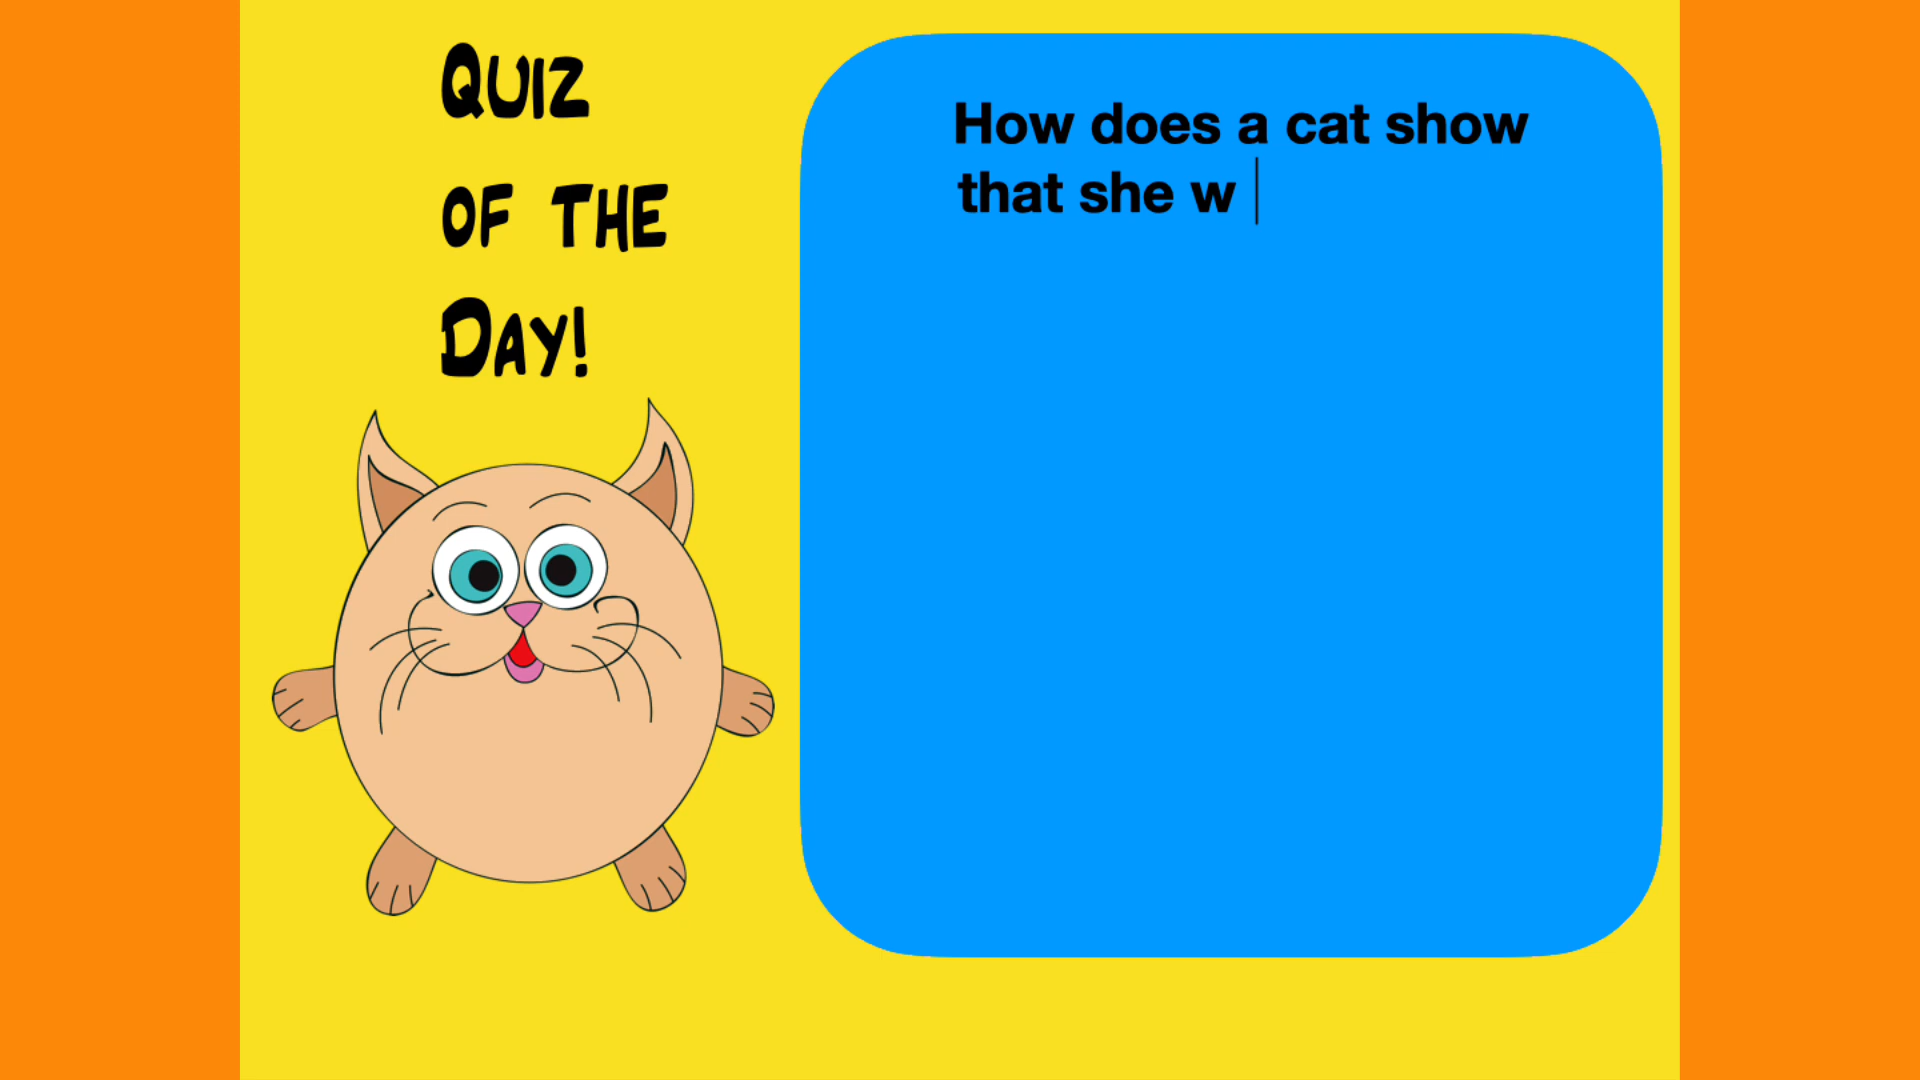 Quiz
of the
Day!
How does a cat show
that she w